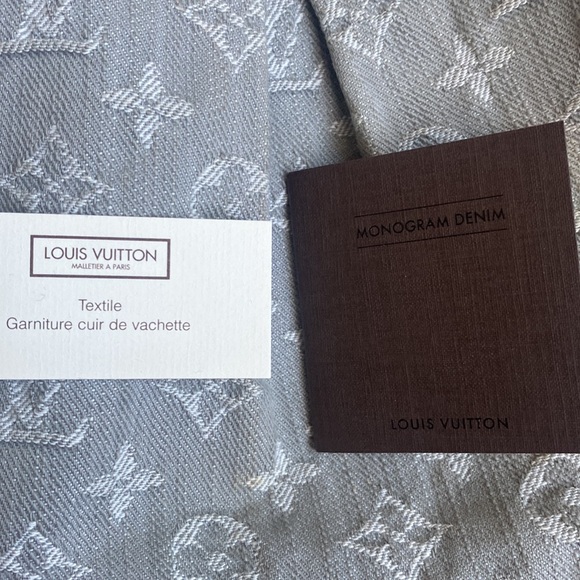 LOUIS VUITTON
MALLETIER A PARIS
Textile
Garniture cuir de vachette
MONOGRAM DENIM
LOUIS VUITTON